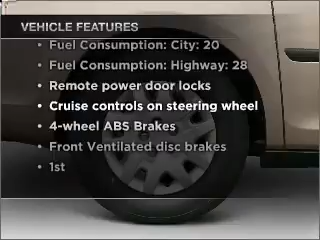 VEHICLE FEATURES
• Fuel Consumption: City: 20
• Fuel Consumption: Highway: 28
• Remote power door locks
• Cruise controls on steering wheel
• 4-wheel ABS Brakes
• Front Ventilated disc brakes
• 1st